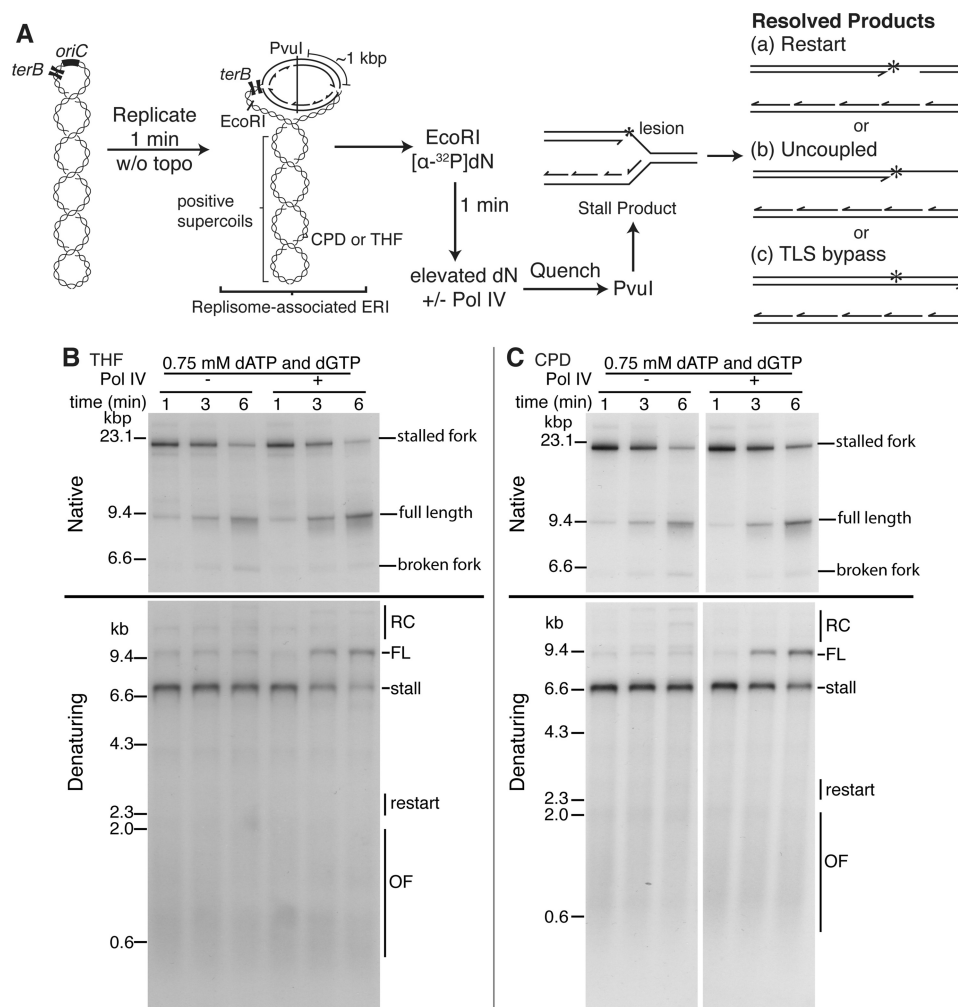 A
oriC
terB
Replicate
1 min
w/o topo
PvuI
~1 kbp
terB
EcoRI
positive
supercoils
CPD or THF
Replisome-associated ERI
EcoRI
[α-³²P]dN
1 min
elevated dN
+/- Pol IV
Quench
PvuI
lesion
Stall Product
Resolved Products
(a) Restart
*
or
(b) Uncoupled
*
or
(c) TLS bypass
*
B THF
0.75 mM dATP and dGTP
Pol IV - +
time (min) 1 3 6 1 3 6
kbp
23.1
9.4
6.6
Native
stalled fork
full length
broken fork
kb
9.4
6.6
4.3
2.3
2.0
0.6
Denaturing
RC
FL
stall
restart
OF
C CPD
0.75 mM dATP and dGTP
Pol IV - +
time (min) 1 3 6 1 3 6
kbp
23.1
9.4
6.6
Native
stalled fork
full length
broken fork
kb
9.4
6.6
4.3
2.3
2.0
0.6
Denaturing
RC
FL
stall
restart
OF